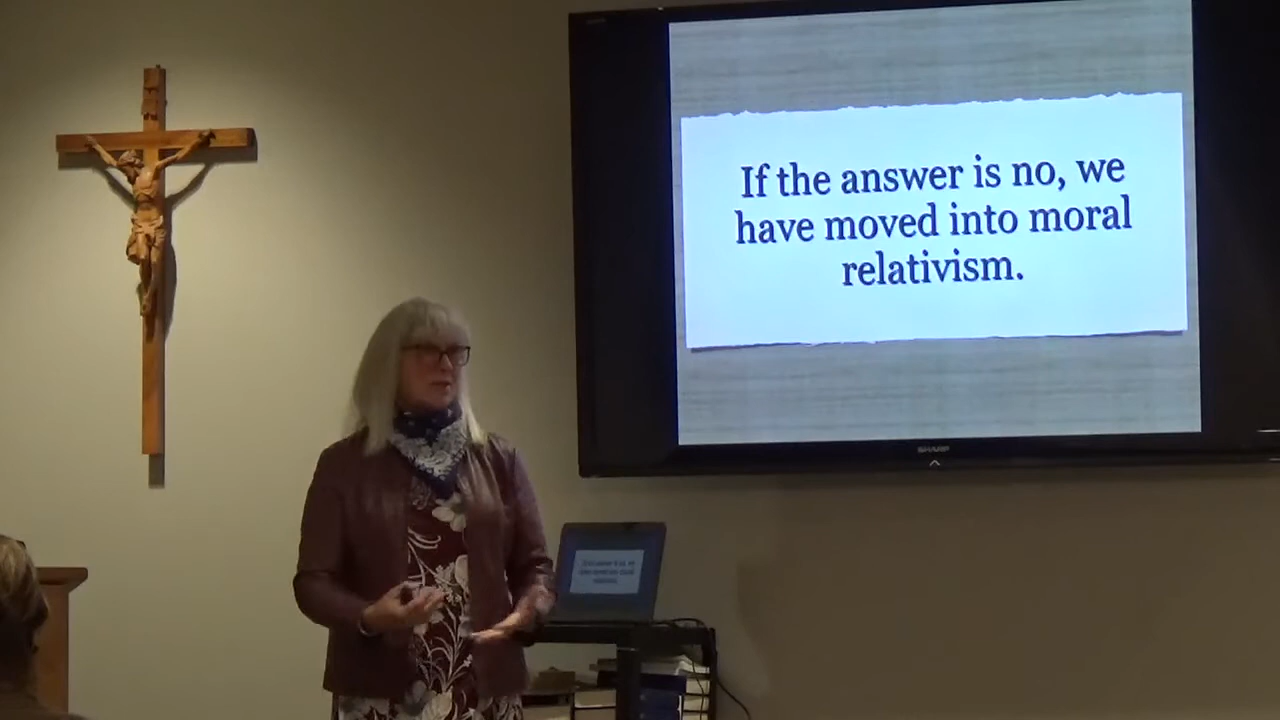 If the answer is no, we
have moved into moral
relativism.
SHARP